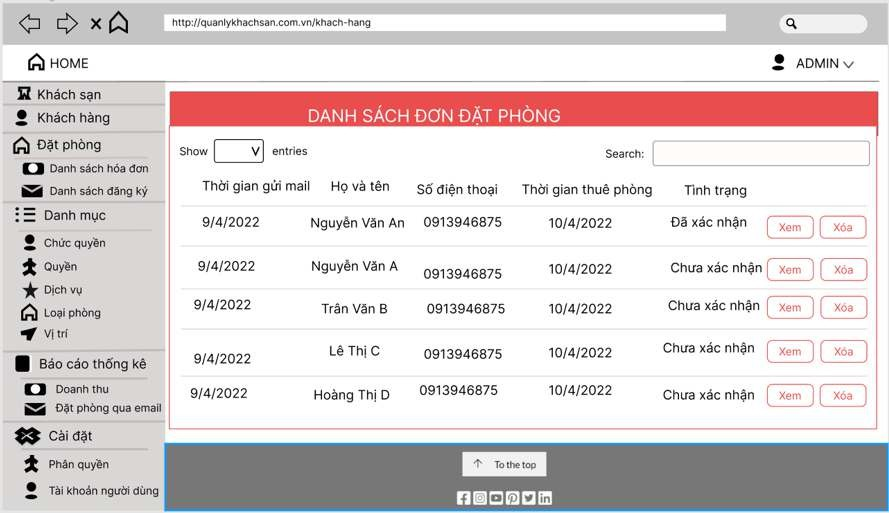 http://quanlykhachsan.com.vn/khach-hang
HOME
ADMIN
Khách sạn
Khách hàng
Đặt phòng
Danh sách hóa đơn
Danh sách đăng ký
Danh mục
Chức quyền
Quyền
Dịch vụ
Loại phòng
Vị trí
Báo cáo thống kê
Doanh thu
Đặt phòng qua email
Cài đặt
Phân quyền
Tài khoản người dùng
DANH SÁCH ĐƠN ĐẶT PHÒNG
Show V entries
Search:
Thời gian gửi mail Họ và tên Số điện thoại Thời gian thuê phòng Tình trạng
9/4/2022 Nguyễn Văn An 0913946875 10/4/2022 Đã xác nhận Xem Xóa
9/4/2022 Nguyễn Văn A 0913946875 10/4/2022 Chưa xác nhận Xem Xóa
9/4/2022 Trân Văn B 0913946875 10/4/2022 Chưa xác nhận Xem Xóa
9/4/2022 Lê Thị C 0913946875 10/4/2022 Chưa xác nhận Xem Xóa
9/4/2022 Hoàng Thị D 0913946875 10/4/2022 Chưa xác nhận Xem Xóa
To the top